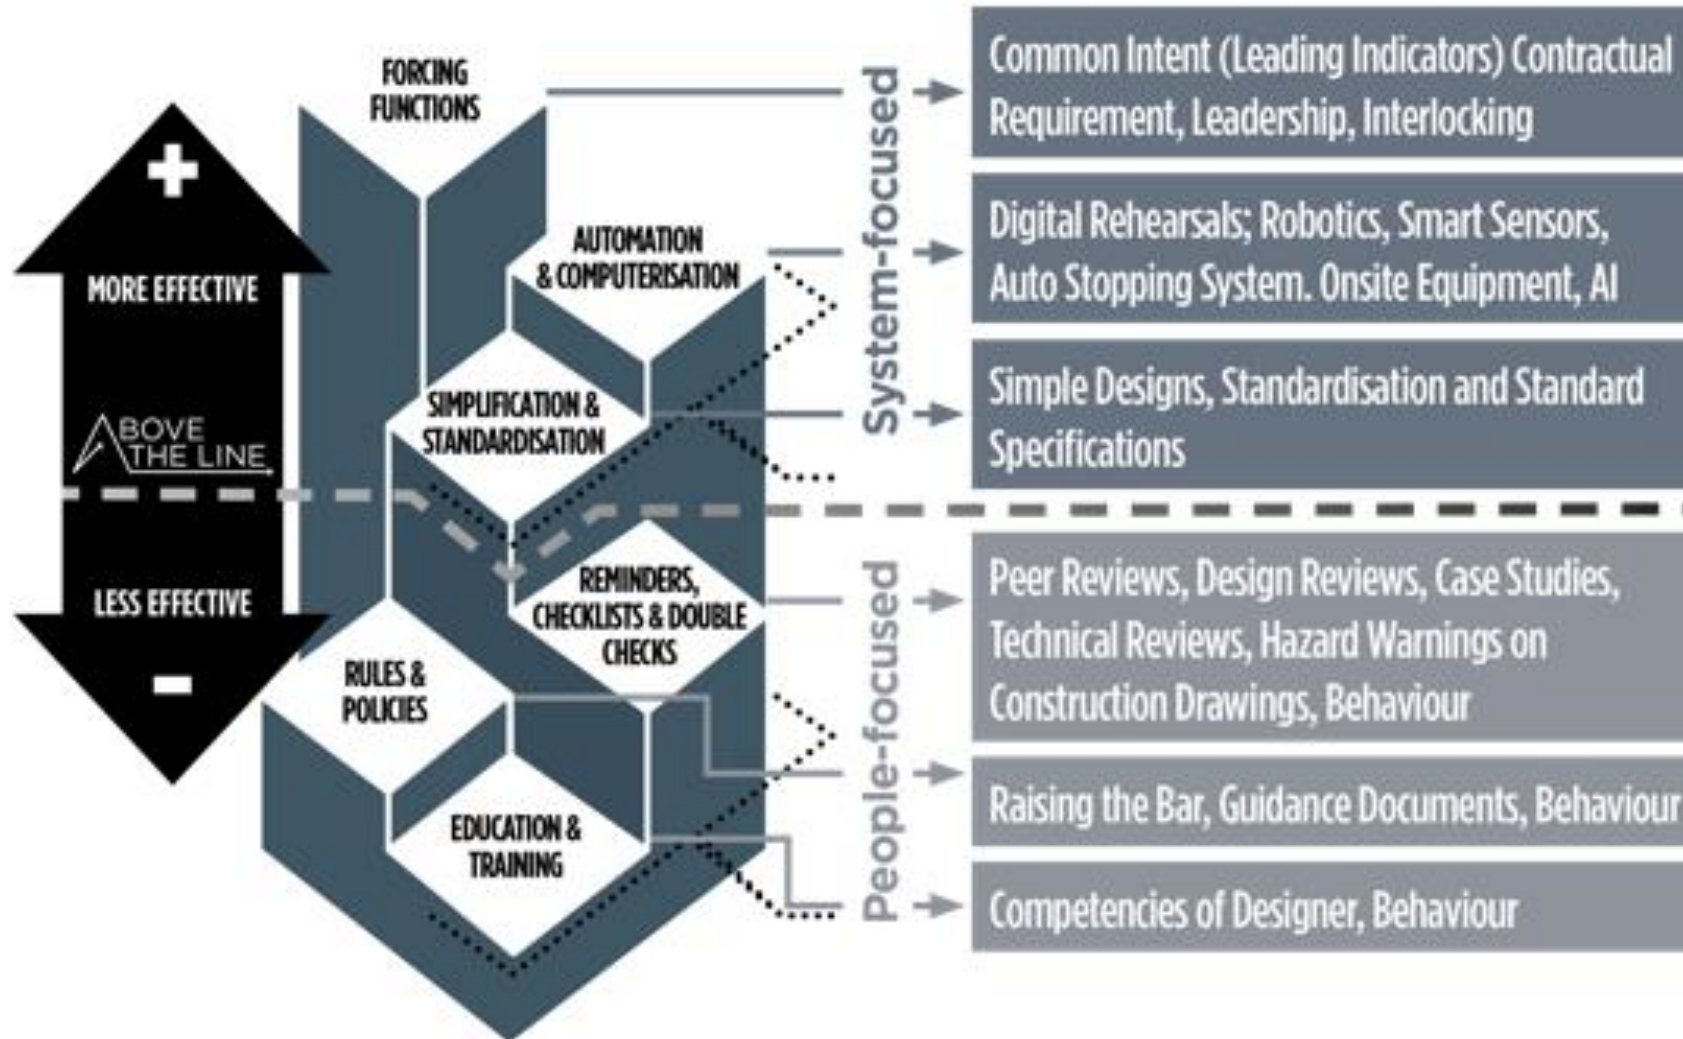 FORCING
FUNCTIONS
Common Intent (Leading Indicators) Contractual
Requirement, Leadership, Interlocking
+
MORE EFFECTIVE
AUTOMATION
& COMPUTERISATION
System-focused
Digital Rehearsals; Robotics, Smart Sensors,
Auto Stopping System. Onsite Equipment, AI
SIMPLIFICATION &
STANDARDISATION
Simple Designs, Standardisation and Standard
Specifications
ABOVE
THE LINE
LESS EFFECTIVE
-
REMINDERS,
CHECKLISTS & DOUBLE
CHECKS
People-focused
Peer Reviews, Design Reviews, Case Studies,
Technical Reviews, Hazard Warnings on
Construction Drawings, Behaviour
RULES &
POLICIES
Raising the Bar, Guidance Documents, Behaviour
EDUCATION &
TRAINING
Competencies of Designer, Behaviour